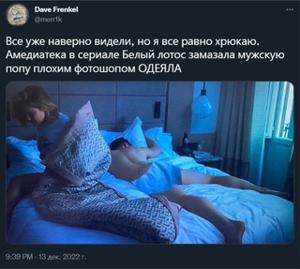 Dave Frenkel
@merr1k
Все уже наверно видели, но я все равно хрюкаю.
Амедиатека в сериале Белый лотос замазала мужскую
попу плохим фотошопом ОДЕЯЛА
9:39 PM · 13 дек. 2022 г.